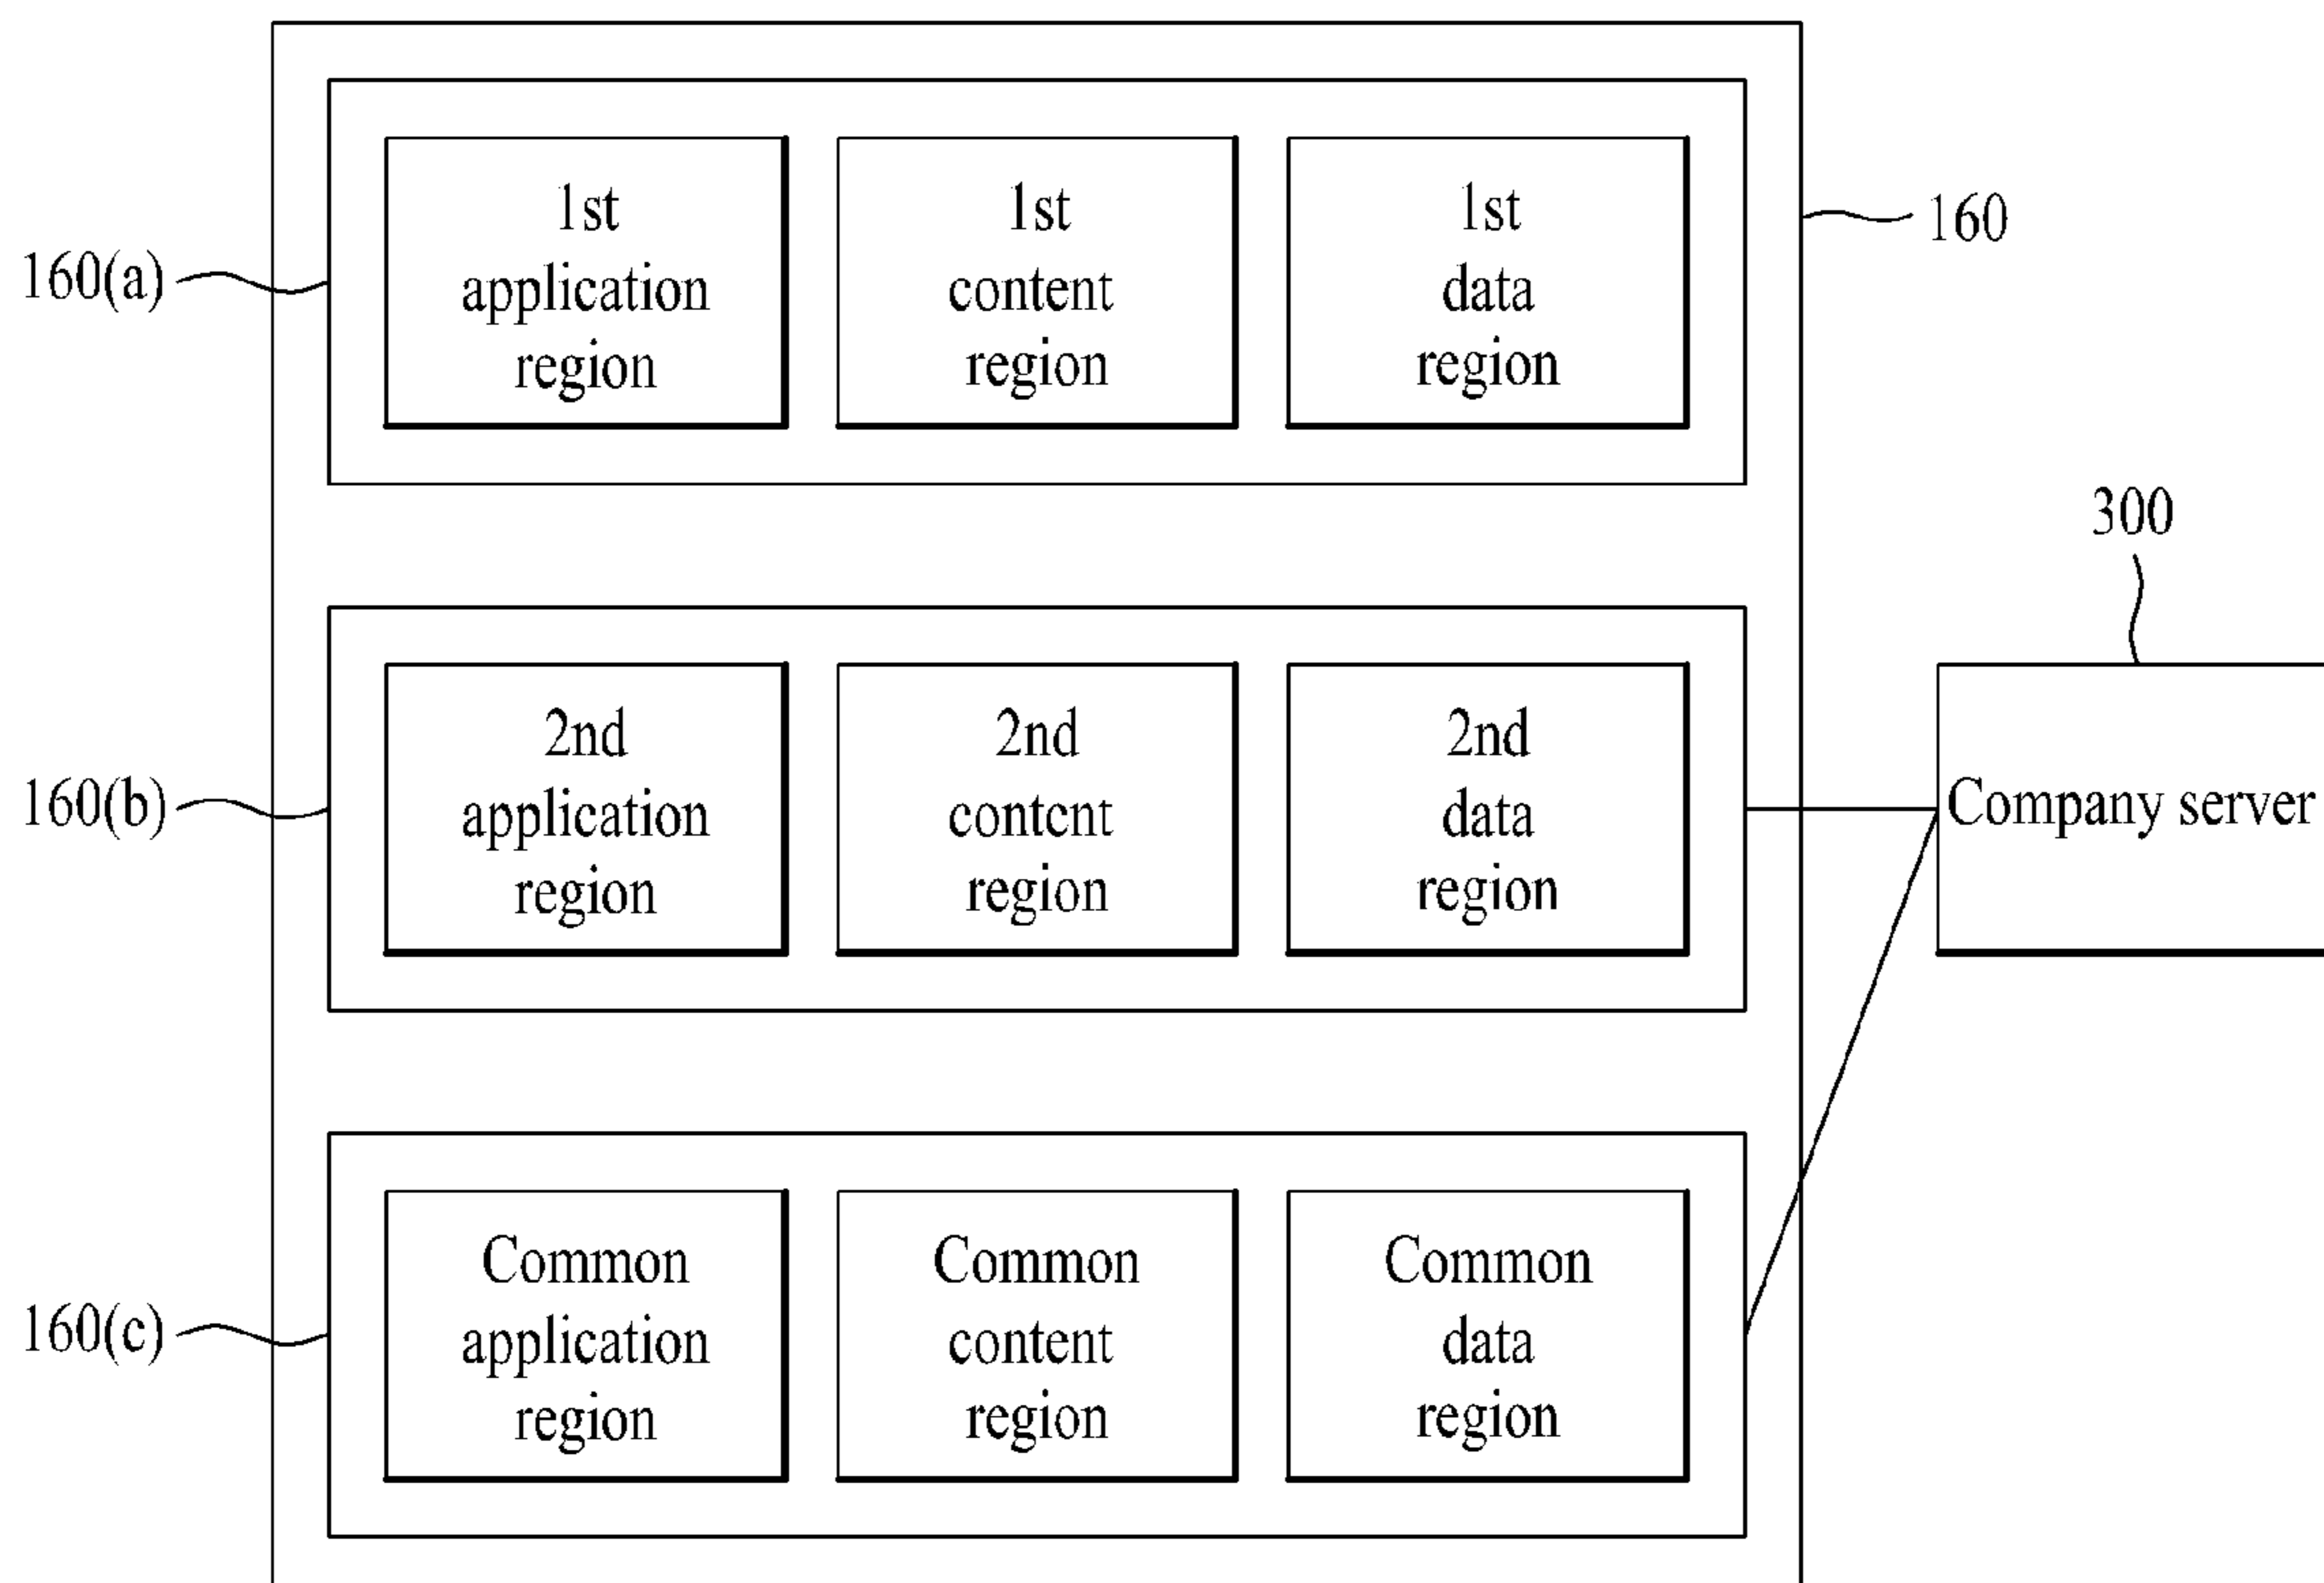 1st
application
region
1st
content
region
1st
data
region
160(a)
160
300
2nd
application
region
2nd
content
region
2nd
data
region
160(b)
Company server
Common
application
region
Common
content
region
Common
data
region
160(c)